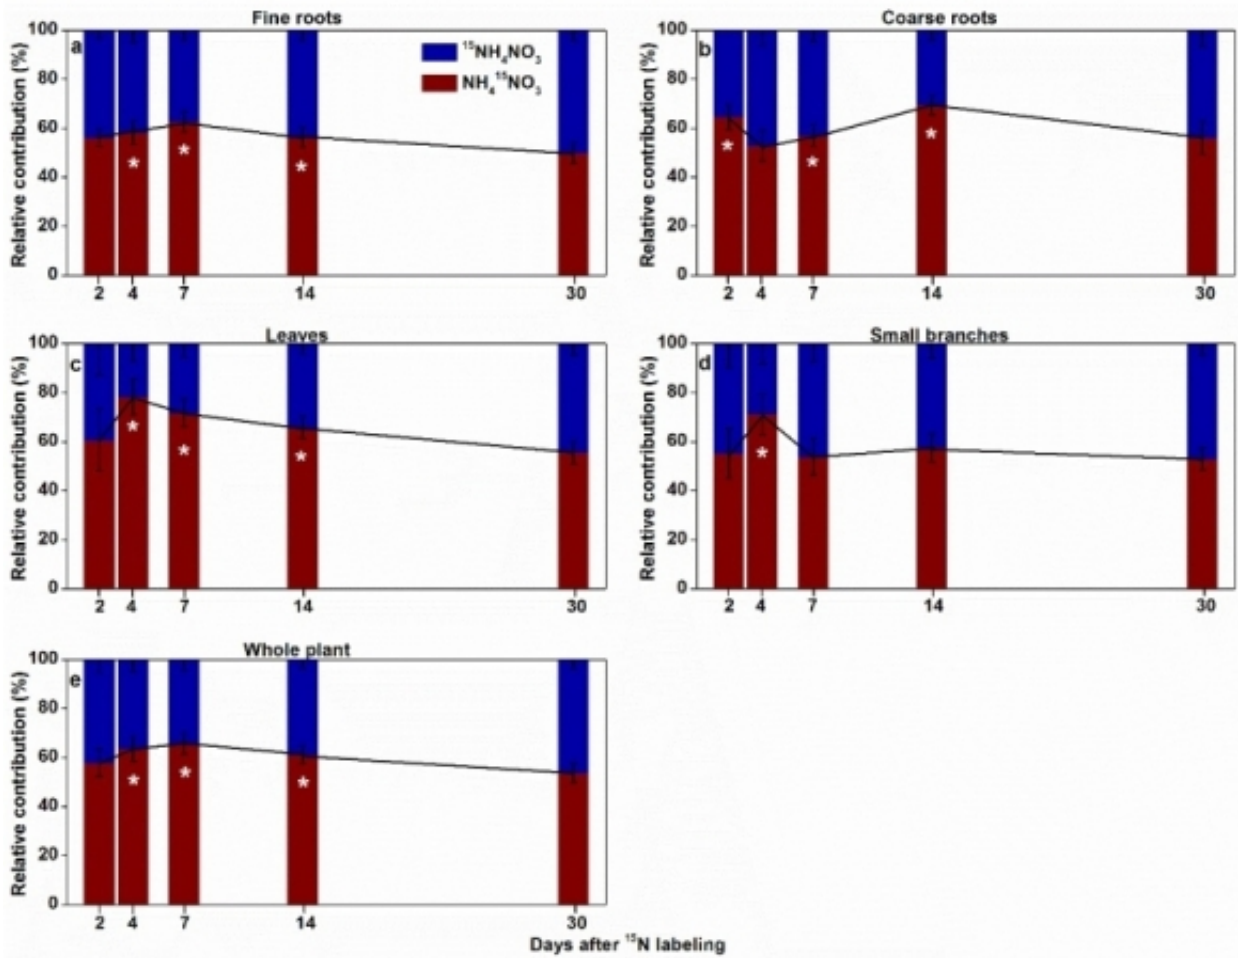 Fine roots
a
¹⁵NH₄NO₃
NH₄¹⁵NO₃
Relative contribution (%)
100
80
60
40
20
0
* * *
2 4 7 14 30
Coarse roots
b
Relative contribution (%)
100
80
60
40
20
0
* * *
2 4 7 14 30
Leaves
c
Relative contribution (%)
100
80
60
40
20
0
* * *
2 4 7 14 30
Small branches
d
Relative contribution (%)
100
80
60
40
20
0
*
2 4 7 14 30
Whole plant
e
Relative contribution (%)
100
80
60
40
20
0
* * *
2 4 7 14 30
Days after ¹⁵N labeling